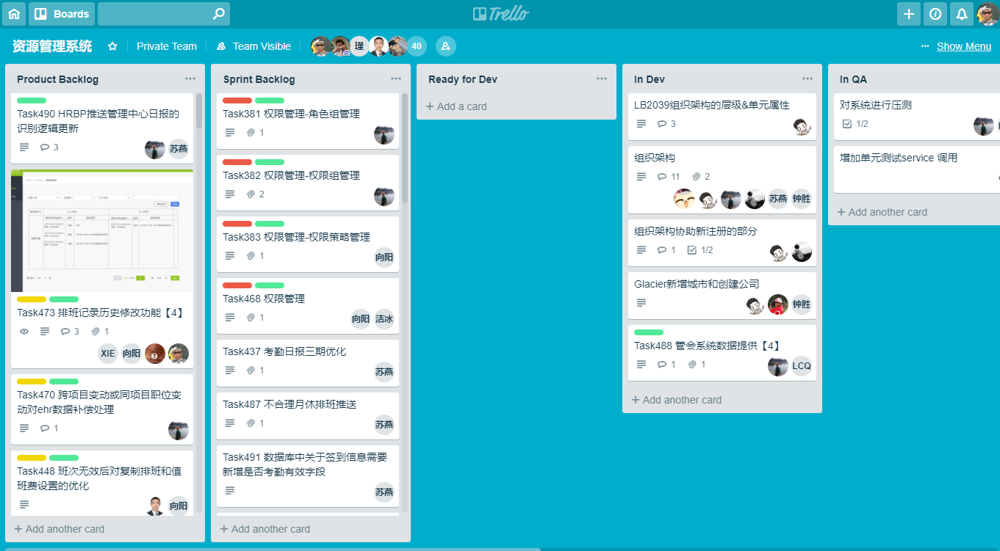 Boards
Trello
资源管理系统
Private Team
Team Visible
瑾
40
Show Menu
Product Backlog
Task490 HRBP推送管理中心日报的
识别逻辑更新
3
苏燕
Task473 排班记录历史修改功能【4】
3
1
XIE
向阳
Task470 跨项目变动或同项目职位变
动对ehr数据补偿处理
1
Task448 班次无效后对复制排班和值
班费设置的优化
向阳
Add another card
Sprint Backlog
Task381 权限管理-角色组管理
1
Task382 权限管理-权限组管理
2
Task383 权限管理-权限策略管理
1
向阳
Task468 权限管理
1
向阳
洁冰
Task437 考勤日报三期优化
1
苏燕
Task487 不合理月休排班推送
1
苏燕
Task491 数据库中关于签到信息需要
新增是否考勤有效字段
苏燕
Add another card
Ready for Dev
Add a card
In Dev
LB2039组织架构的层级&单元属性
3
组织架构
11
2
苏燕
钟胜
组织架构协助新注册的部分
1
1/2
Glacier新增城市和创建公司
钟胜
Task488 管会系统数据提供【4】
1
1
LCQ
Add another card
In QA
对系统进行压测
1/2
增加单元测试service 调用
Add another card